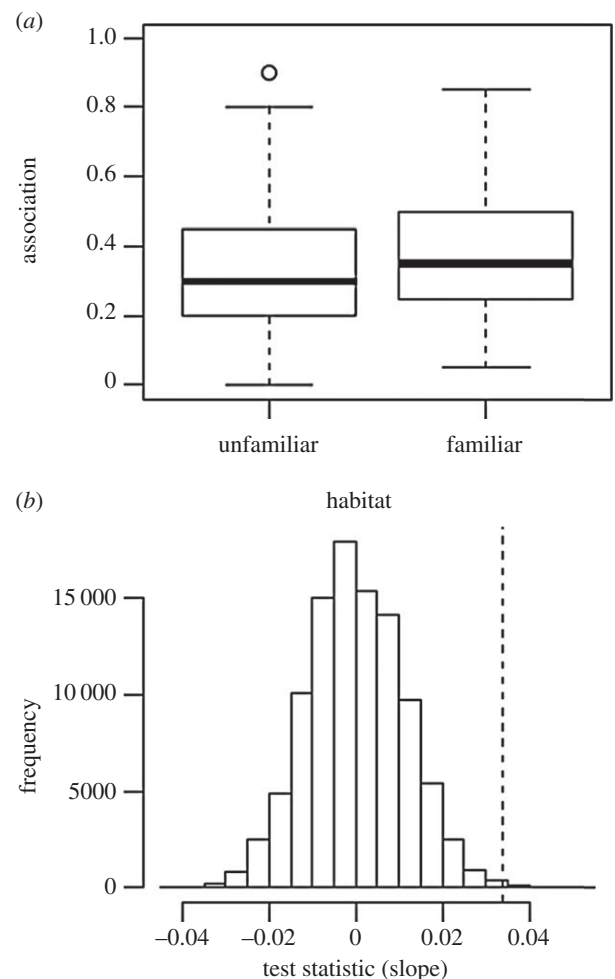 (a)
1.0
0.8
0.6
0.4
0.2
0
association
unfamiliar familiar
habitat
(b)
15 000
10 000
5000
0
frequency
–0.04 –0.02 0 0.02 0.04
test statistic (slope)